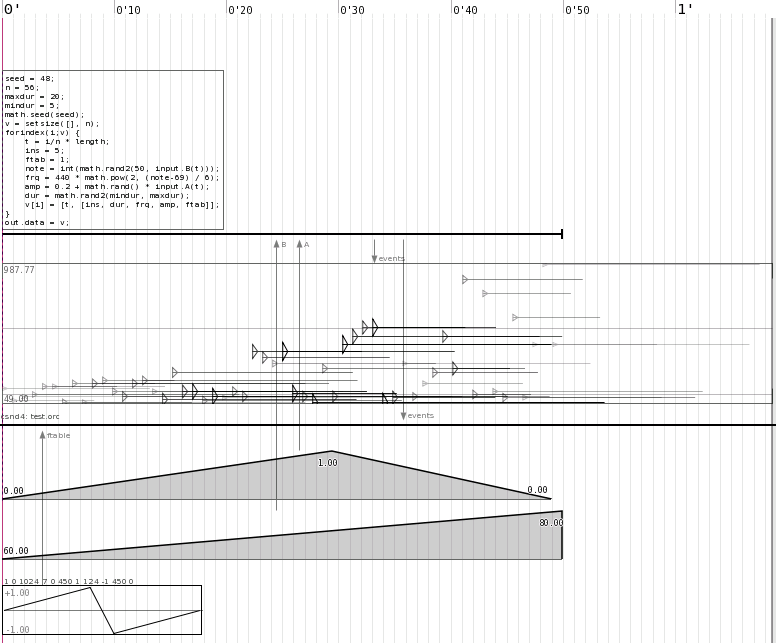 0' 0'10 0'20 0'30 0'40 0'50 1'
seed = 48;
n = 56;
maxdur = 20;
mindur = 5;
math.seed(seed);
v = setsize([], n);
forindex(i;v) {
t = i/n * length;
ins = 5;
ftab = 1;
note = int(math.rand2(50, input.B(t)));
frq = 440 * math.pow(2, (note-69) / 6);
amp = 0.2 + math.rand() * input.A(t);
dur = math.rand2(mindur, maxdur);
v[i] = [t, [ins, dur, frq, amp, ftab]];
}
out.data = v;
B A
events
987.77
49.00
csnd4: test.orc
events
ftable
1.00
0.00 0.00
80.00
60.00
1 0 1024 7 0 450 1 124 -1 450 0
+1.00
-1.00